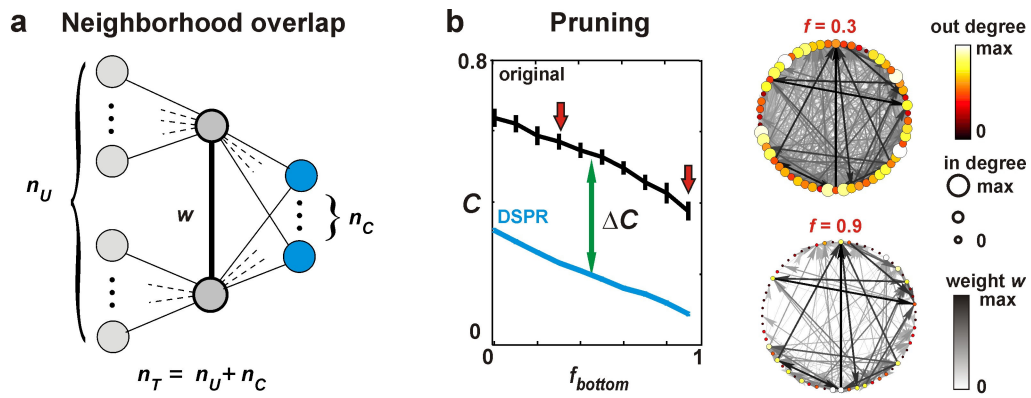 a Neighborhood overlap
n_U
w
n_C
n_T = n_U + n_C
b Pruning
0.8
original
C
DSPR
ΔC
0
0
1
f_bottom
f = 0.3
f = 0.9
out degree
max
0
in degree
max
0
weight w
max
0